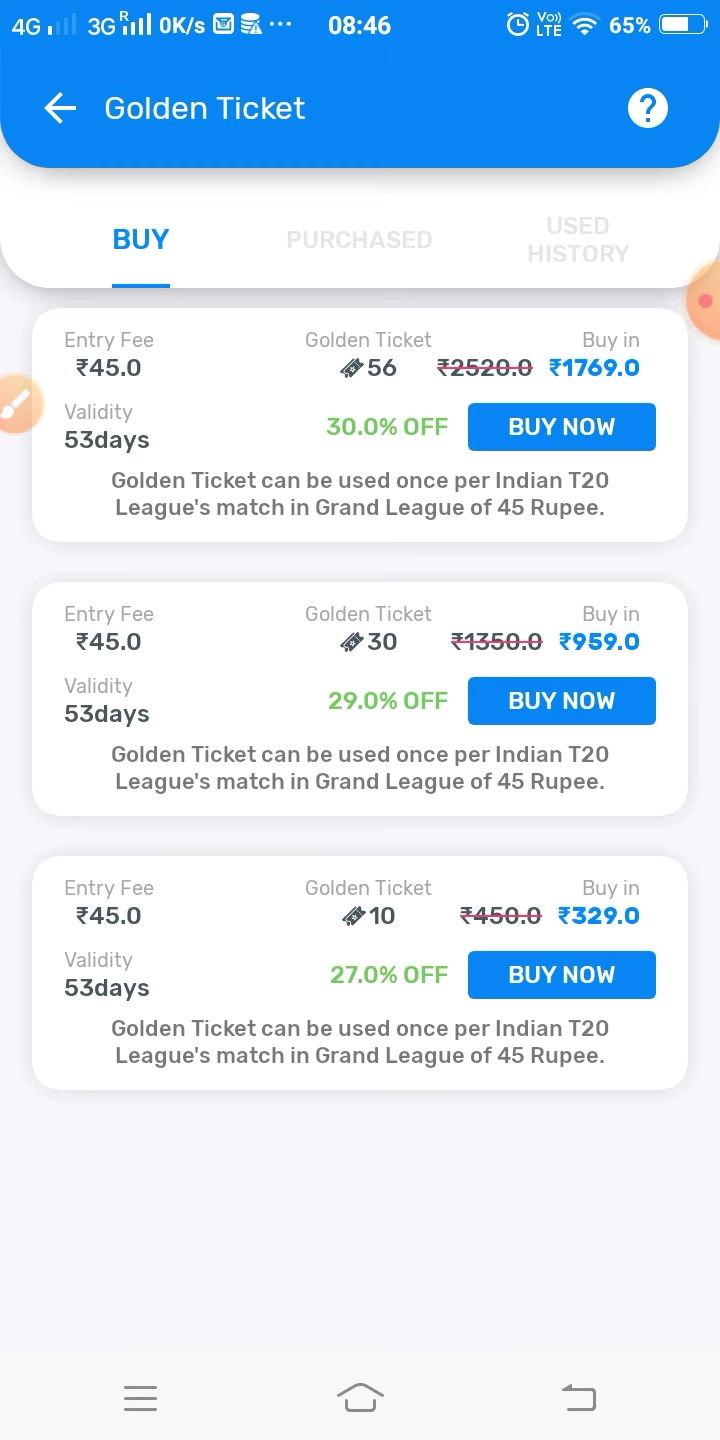 4G 3G R 0K/s ... 08:46 Vo)) LTE 65%
Golden Ticket ?
BUY PURCHASED USED HISTORY
Entry Fee Golden Ticket Buy in
₹45.0 56 ₹2520.0 ₹1769.0
Validity
53days 30.0% OFF BUY NOW
Golden Ticket can be used once per Indian T20
League's match in Grand League of 45 Rupee.
Entry Fee Golden Ticket Buy in
₹45.0 30 ₹1350.0 ₹959.0
Validity
53days 29.0% OFF BUY NOW
Golden Ticket can be used once per Indian T20
League's match in Grand League of 45 Rupee.
Entry Fee Golden Ticket Buy in
₹45.0 10 ₹450.0 ₹329.0
Validity
53days 27.0% OFF BUY NOW
Golden Ticket can be used once per Indian T20
League's match in Grand League of 45 Rupee.